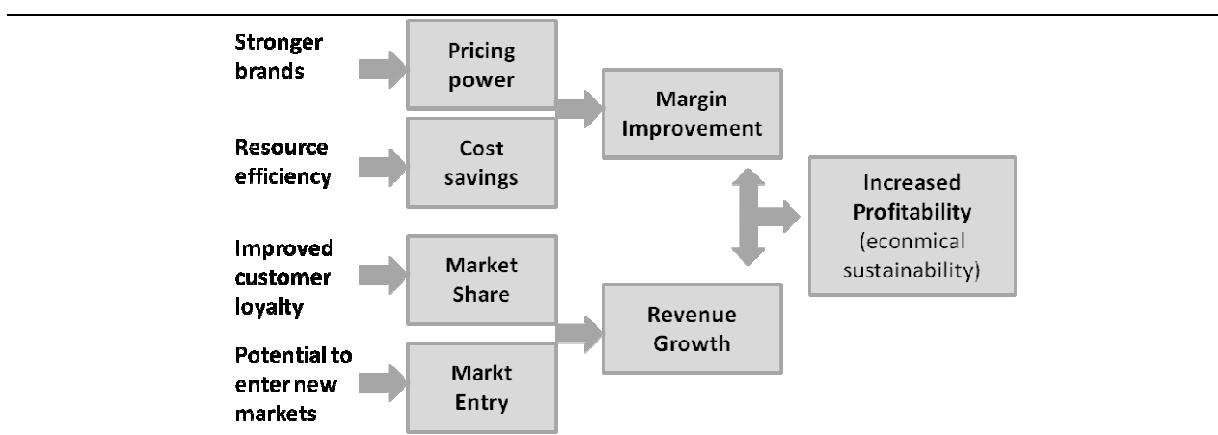 Stronger
brands
Pricing
power
Resource
efficiency
Cost
savings
Margin
Improvement
Improved
customer
loyalty
Market
Share
Potential to
enter new
markets
Markt
Entry
Revenue
Growth
Increased
Profitability
(econmical
sustainability)